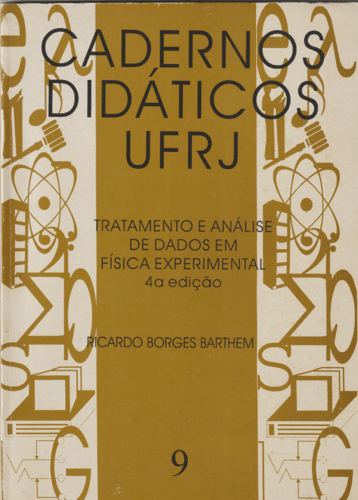 CADERNOS
DIDÁTICOS
UFRJ
TRATAMENTO E ANÁLISE
DE DADOS EM
FÍSICA EXPERIMENTAL
4a edição
RICARDO BORGES BARTHEM
9